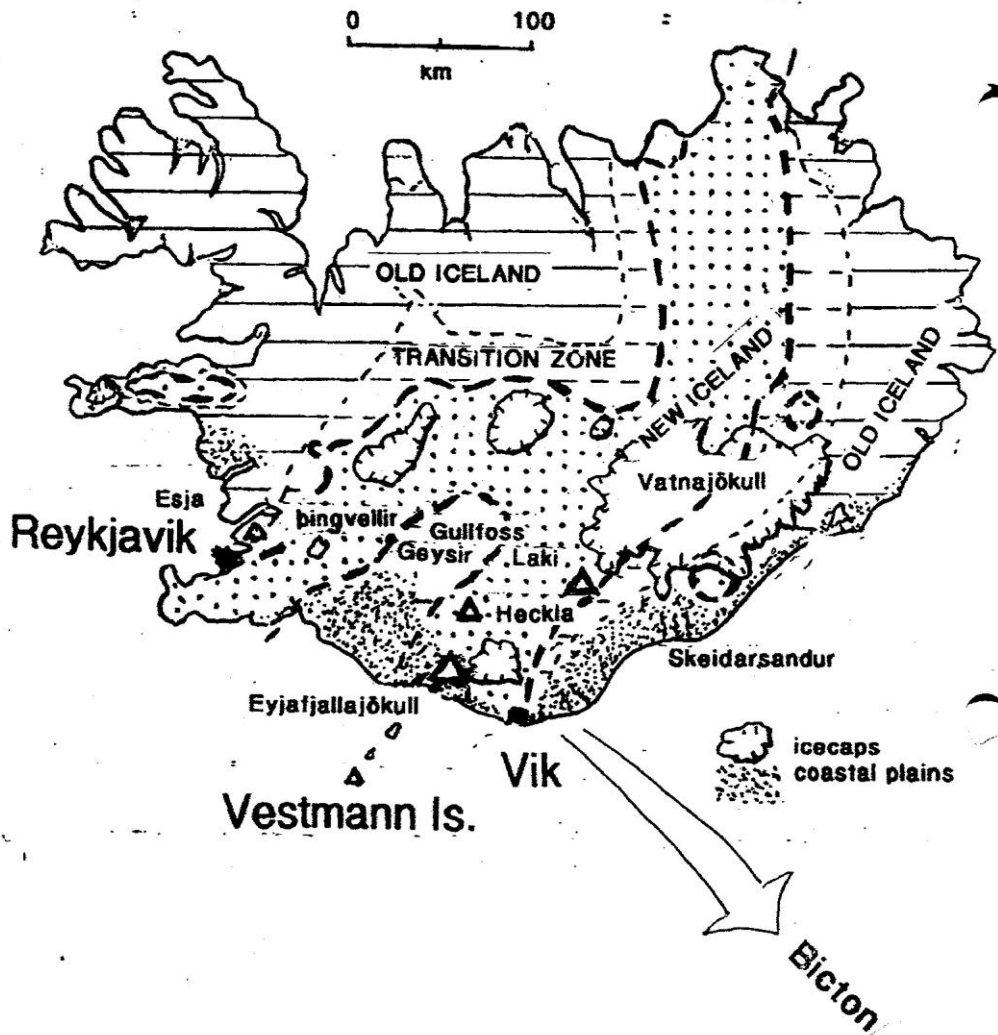 0 100
km
OLD ICELAND
TRANSITION ZONE
NEW ICELAND
OLD ICELAND
Vatnajökull
Esja
Reykjavik
þingvellir
Gullfoss
Geysir
Laki
Heckla
Skeidarsandur
Eyjafjallajökull
Vik
icecaps
coastal plains
Vestmann Is.
Bicton